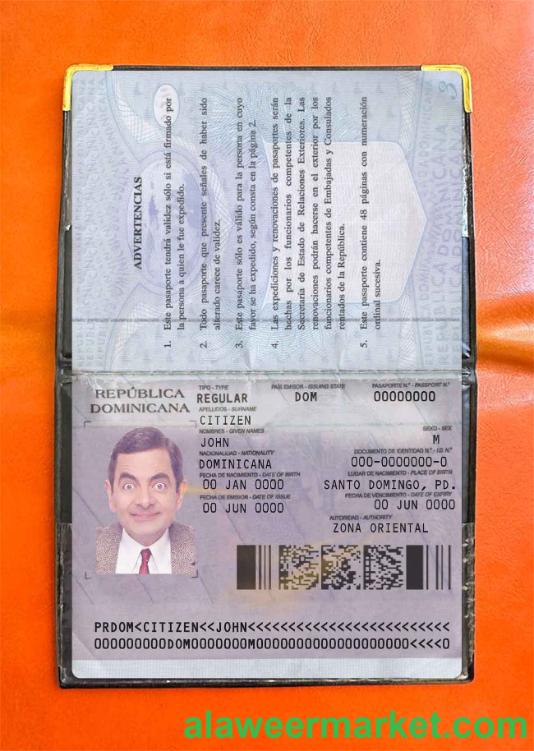 ADVERTENCIAS
1. Este pasaporte tendrá validez sólo si está firmado por
la persona a quien le fue expedido.
2. Todo pasaporte que presente señales de haber sido
alterado carece de validez.
3. Este pasaporte sólo es válido para la persona en cuyo
favor se ha expedido, según consta en la página 2.
4. Las expediciones y renovaciones de pasaportes serán
hechas por los funcionarios competentes de la
Secretaría de Estado de Relaciones Exteriores. Las
renovaciones podrán hacerse en el exterior por los
funcionarios competentes de Embajadas y Consulados
rentados de la República.
5. Este pasaporte contiene 48 páginas con numeración
ordinal sucesiva.
3
REPÚBLICA
DOMINICANA
TIPO - TYPE
REGULAR
PAÍS EMISOR - ISSUING STATE
DOM
PASAPORTE N.° - PASSPORT N.°
00000000
APELLIDOS - SURNAME
CITIZEN
NOMBRES - GIVEN NAMES
JOHN
SEXO - SEX
M
NACIONALIDAD - NATIONALITY
DOMINICANA
DOCUMENTO DE IDENTIDAD N.° - ID N.°
000-0000000-0
FECHA DE NACIMIENTO - DATE OF BIRTH
00 JAN 0000
LUGAR DE NACIMIENTO - PLACE OF BIRTH
SANTO DOMINGO, PD.
FECHA DE EMISION - DATE OF ISSUE
00 JUN 0000
FECHA DE VENCIMIENTO - DATE OF EXPIRY
00 JUN 0000
AUTORIDAD - AUTHORITY
ZONA ORIENTAL
PRDOM<CITIZEN<<JOHN<<<<<<<<<<<<<<<<<<<<<<<<<
000000000DOM0000000M0000000000000000000<<<<0
alaweermarket.com